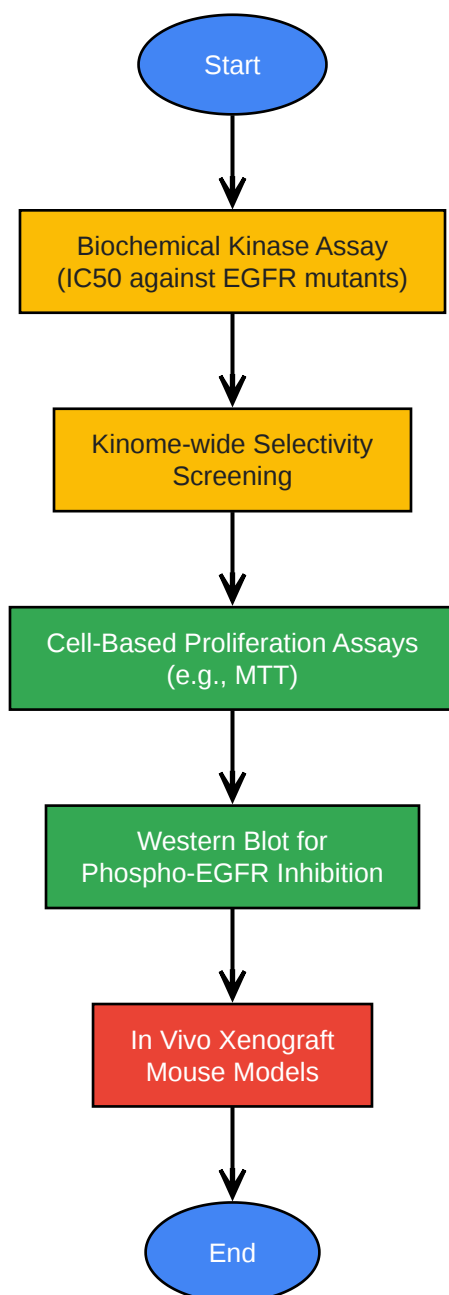 Start
Biochemical Kinase Assay
(IC50 against EGFR mutants)
Kinome-wide Selectivity
Screening
Cell-Based Proliferation Assays
(e.g., MTT)
Western Blot for
Phospho-EGFR Inhibition
In Vivo Xenograft
Mouse Models
End